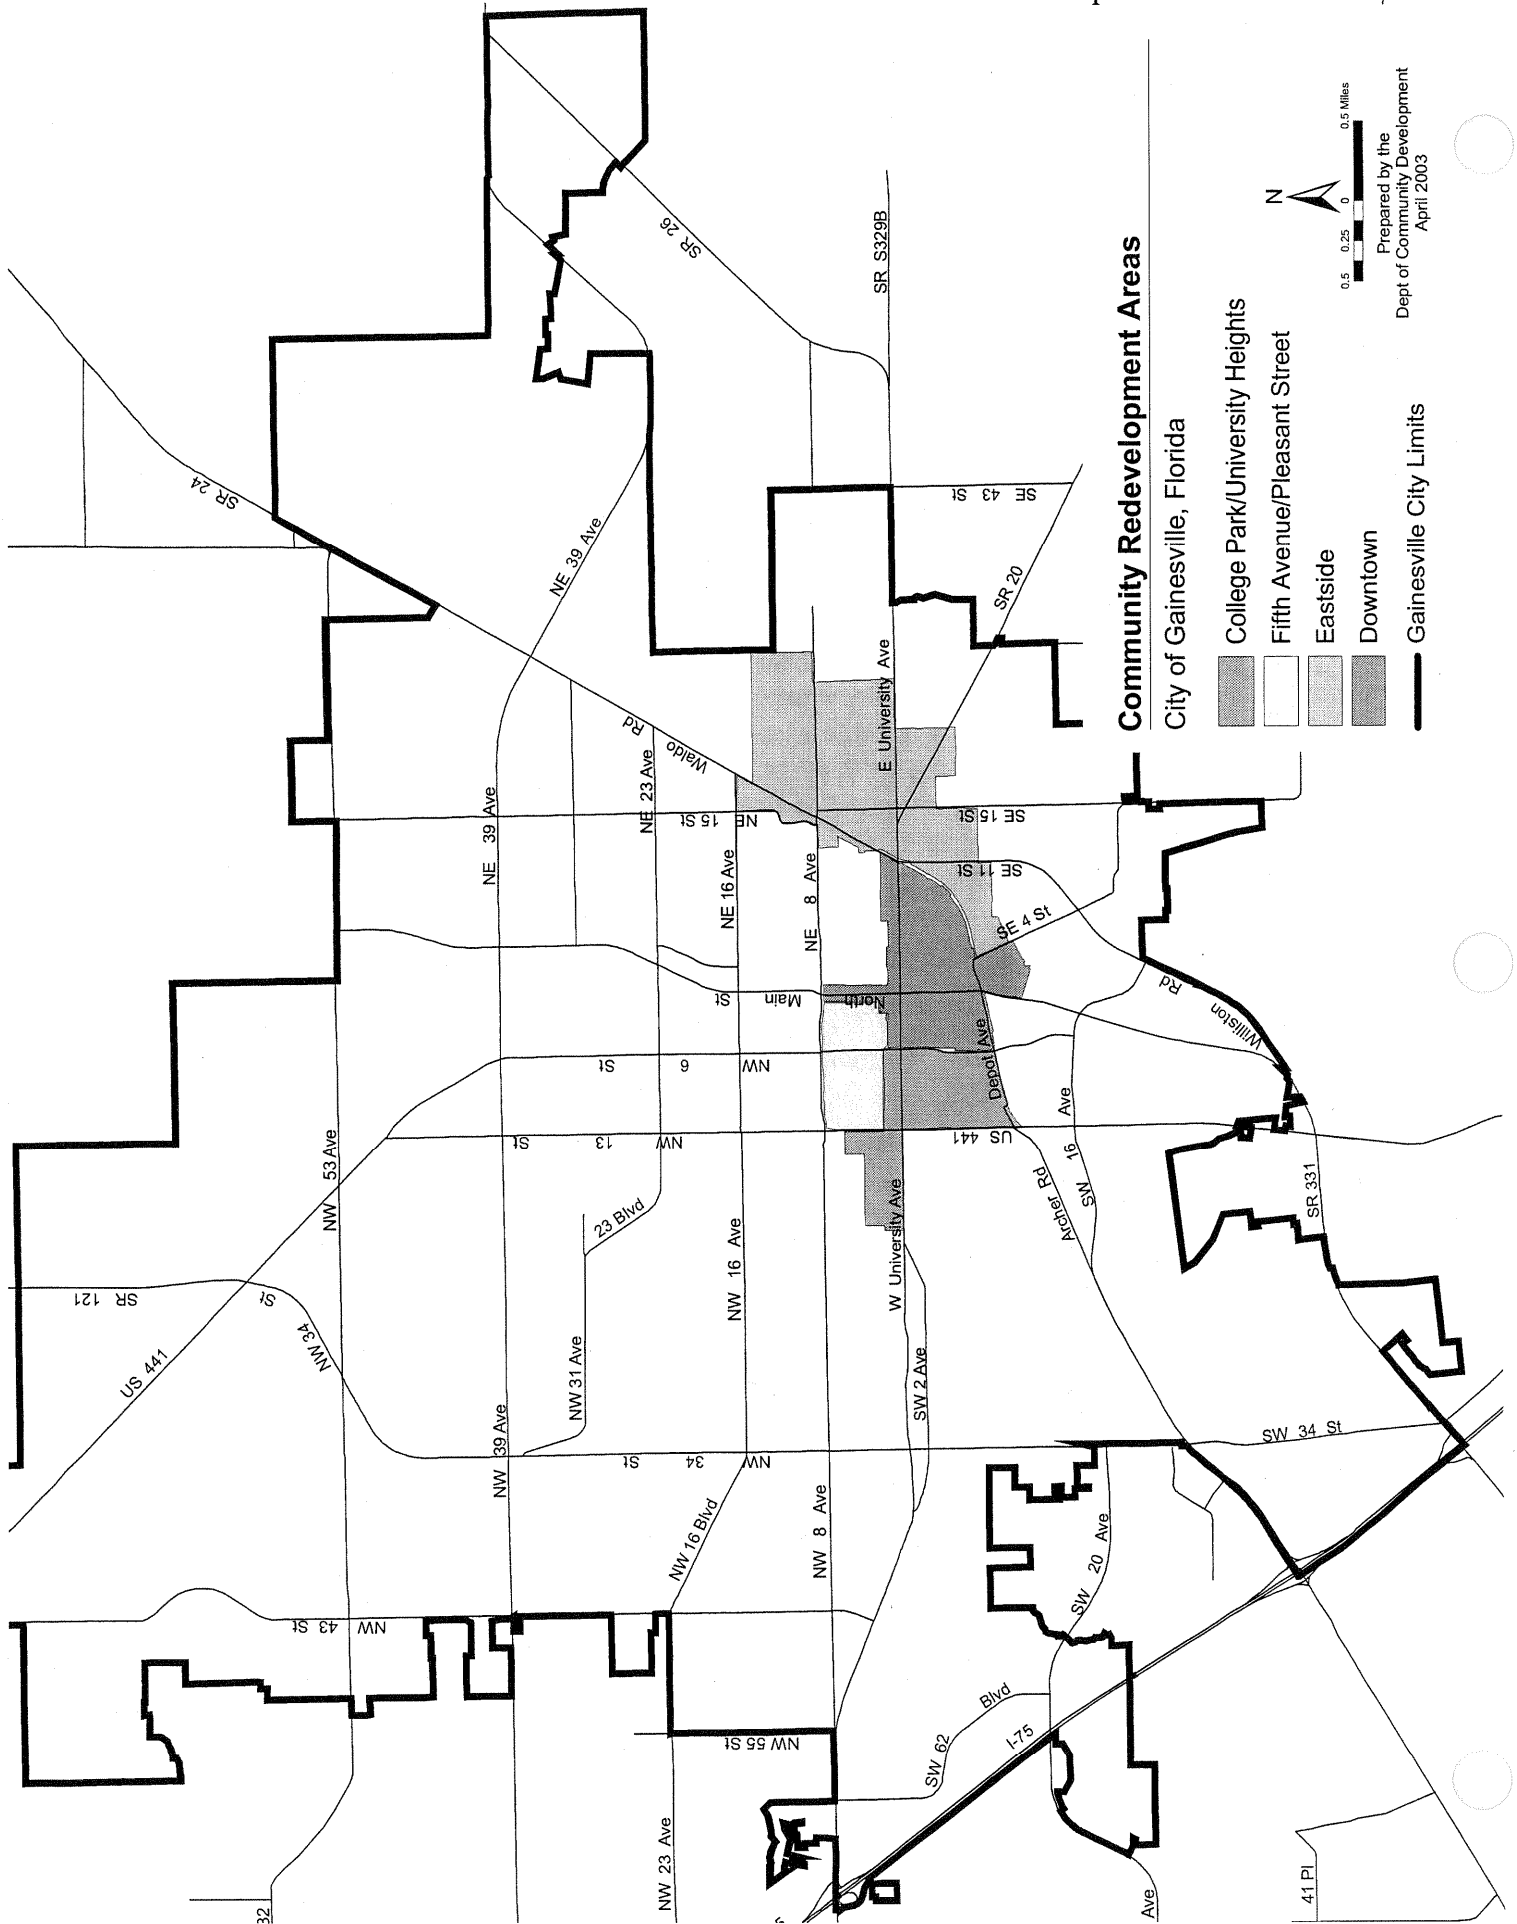 Community Redevelopment Areas
City of Gainesville, Florida
College Park/University Heights
Fifth Avenue/Pleasant Street
Eastside
Downtown
Gainesville City Limits
N
0.5 0.25 0 0.5 Miles
Prepared by the
Dept of Community Development
April 2003
SR 24
SR 26
SR S329B
SE 43 St
SR 20
NE 39 Ave
Waldo Rd
NE 39 Ave
NE 23 Ave
NE 15 St
NE 16 Ave
NE 8 Ave
E University Ave
SE 15 St
SE 11 St
SE 4 St
Williston Rd
North Main St
NW 6 St
Depot Ave
NW 13 St
US 441
NW 53 Ave
23 Blvd
NW 16 Ave
W University Ave
Archer Rd
SW 16 Ave
SR 331
SR 121
US 441
NW 34 St
NW 31 Ave
NW 39 Ave
NW 34 St
SW 2 Ave
SW 34 St
NW 16 Blvd
NW 8 Ave
SW 20 Ave
NW 43 St
NW 55 St
SW 62 Blvd
I-75
NW 23 Ave
41 Pl
Ave
32